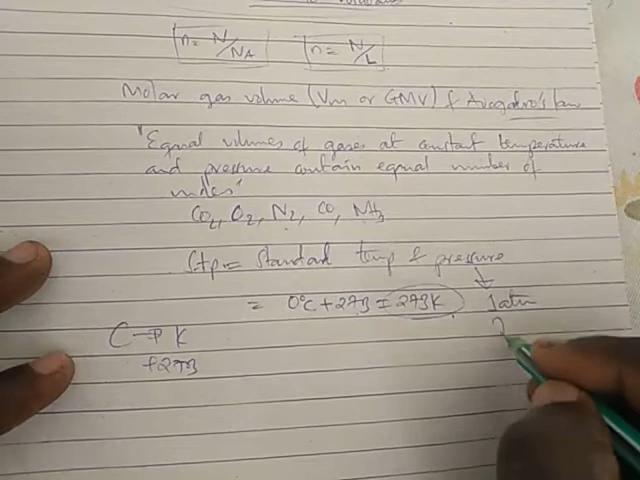 n = N/NA n = N/L
Molar gas volume (Vm or GMV) & Avogadro's law
"Equal volumes of gases at constant temperature
and pressure contain equal number of
moles"
CO2, O2, N2, CO, NH3
Stp = Standard temp & pressure
= 0°C + 273 = 273K 1atm
C → K
+273